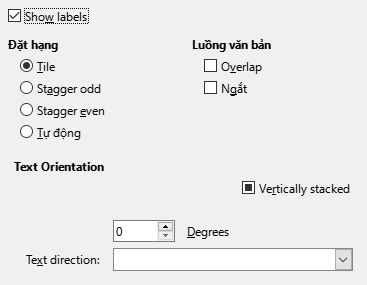 Show labels
Đặt hạng
Tile
Stagger odd
Stagger even
Tự động
Luồng văn bản
Overlap
Ngắt
Text Orientation
Vertically stacked
0 Degrees
Text direction: